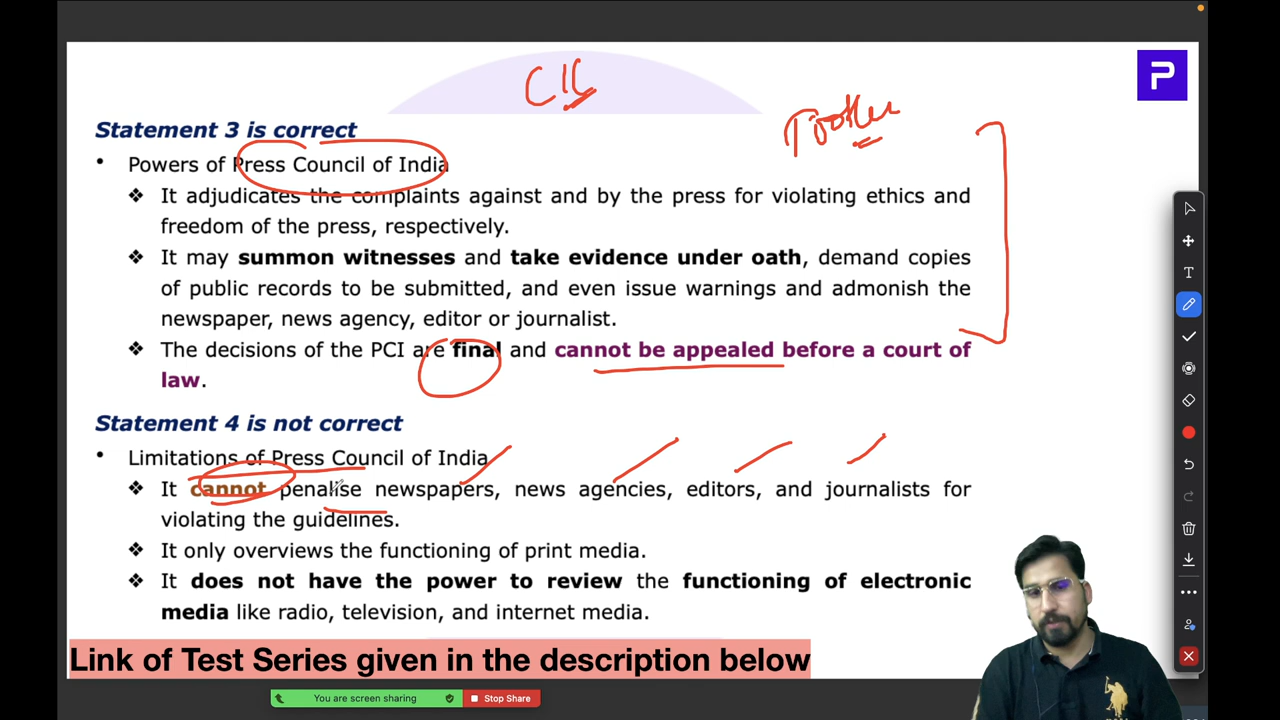 CIC
Statement 3 is correct
• Powers of Press Council of India
❖ It adjudicates the complaints against and by the press for violating ethics and
freedom of the press, respectively.
❖ It may summon witnesses and take evidence under oath, demand copies
of public records to be submitted, and even issue warnings and admonish the
newspaper, news agency, editor or journalist.
❖ The decisions of the PCI are final and cannot be appealed before a court of
law.
Statement 4 is not correct
• Limitations of Press Council of India
❖ It cannot penalise newspapers, news agencies, editors, and journalists for
violating the guidelines.
❖ It only overviews the functioning of print media.
❖ It does not have the power to review the functioning of electronic
media like radio, television, and internet media.
Link of Test Series given in the description below
You are screen sharing
Stop Share
P
T